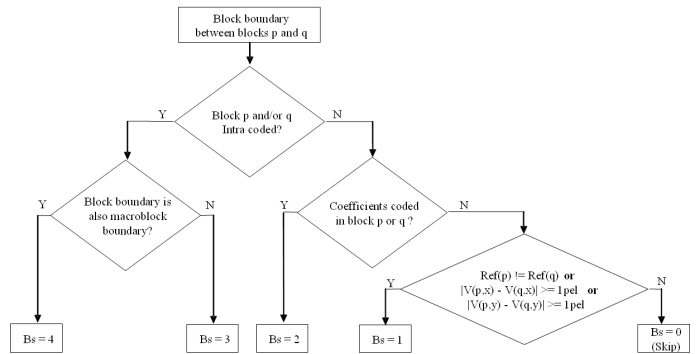 Block boundary
between blocks p and q
Block p and/or q
Intra coded?
Y
N
Block boundary is
also macroblock
boundary?
Y
N
Coefficients coded
in block p or q ?
Y
N
Ref(p) != Ref(q) or
|V(p,x) - V(q,x)| >= 1pel or
|V(p,y) - V(q,y)| >= 1pel
Y
N
Bs = 4
Bs = 3
Bs = 2
Bs = 1
Bs = 0
(Skip)